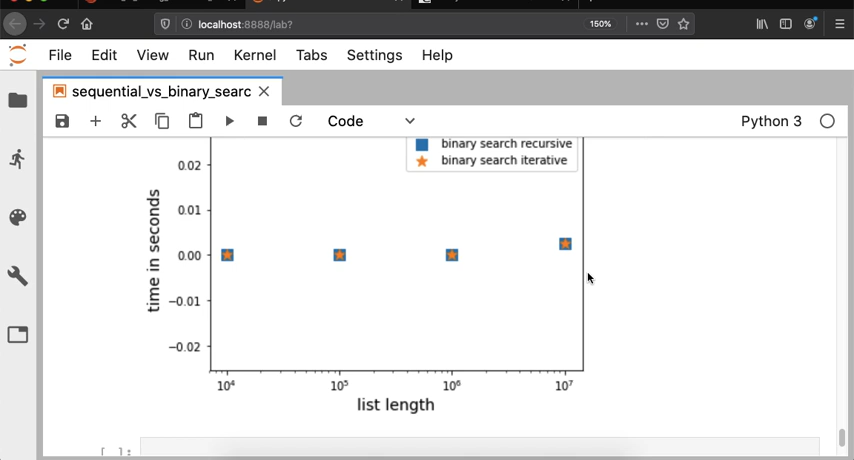 localhost:8888/lab?
150%
File Edit View Run Kernel Tabs Settings Help
sequential_vs_binary_searc
Code
Python 3
binary search recursive
binary search iterative
0.02
0.01
0.00
−0.01
−0.02
time in seconds
10⁴ 10⁵ 10⁶ 10⁷
list length
[ ]: